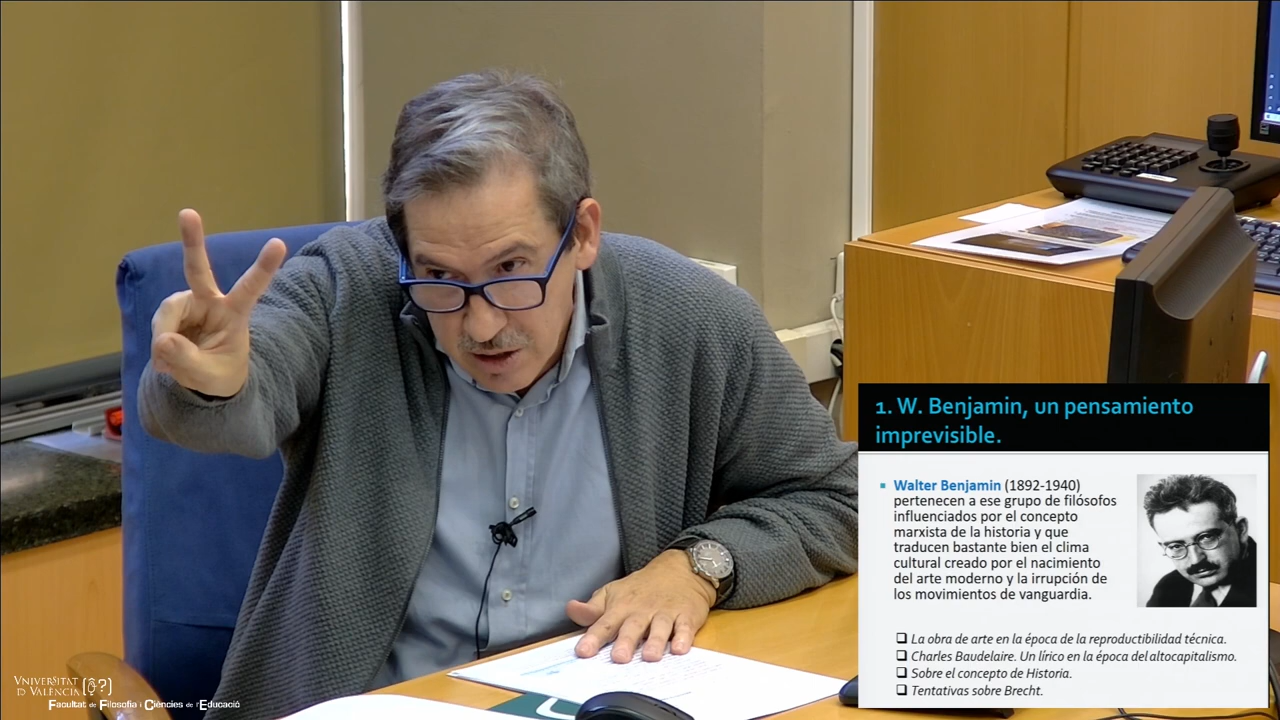 1. W. Benjamin, un pensamiento
imprevisible.
Walter Benjamin (1892-1940)
pertenecen a ese grupo de filósofos
influenciados por el concepto
marxista de la historia y que
traducen bastante bien el clima
cultural creado por el nacimiento
del arte moderno y la irrupción de
los movimientos de vanguardia.
La obra de arte en la época de la reproductibilidad técnica.
Charles Baudelaire. Un lírico en la época del altocapitalismo.
Sobre el concepto de Historia.
Tentativas sobre Brecht.
VNIVERSITAT
D VALÈNCIA
Facultat de Filosofia i Ciències de l'Educació